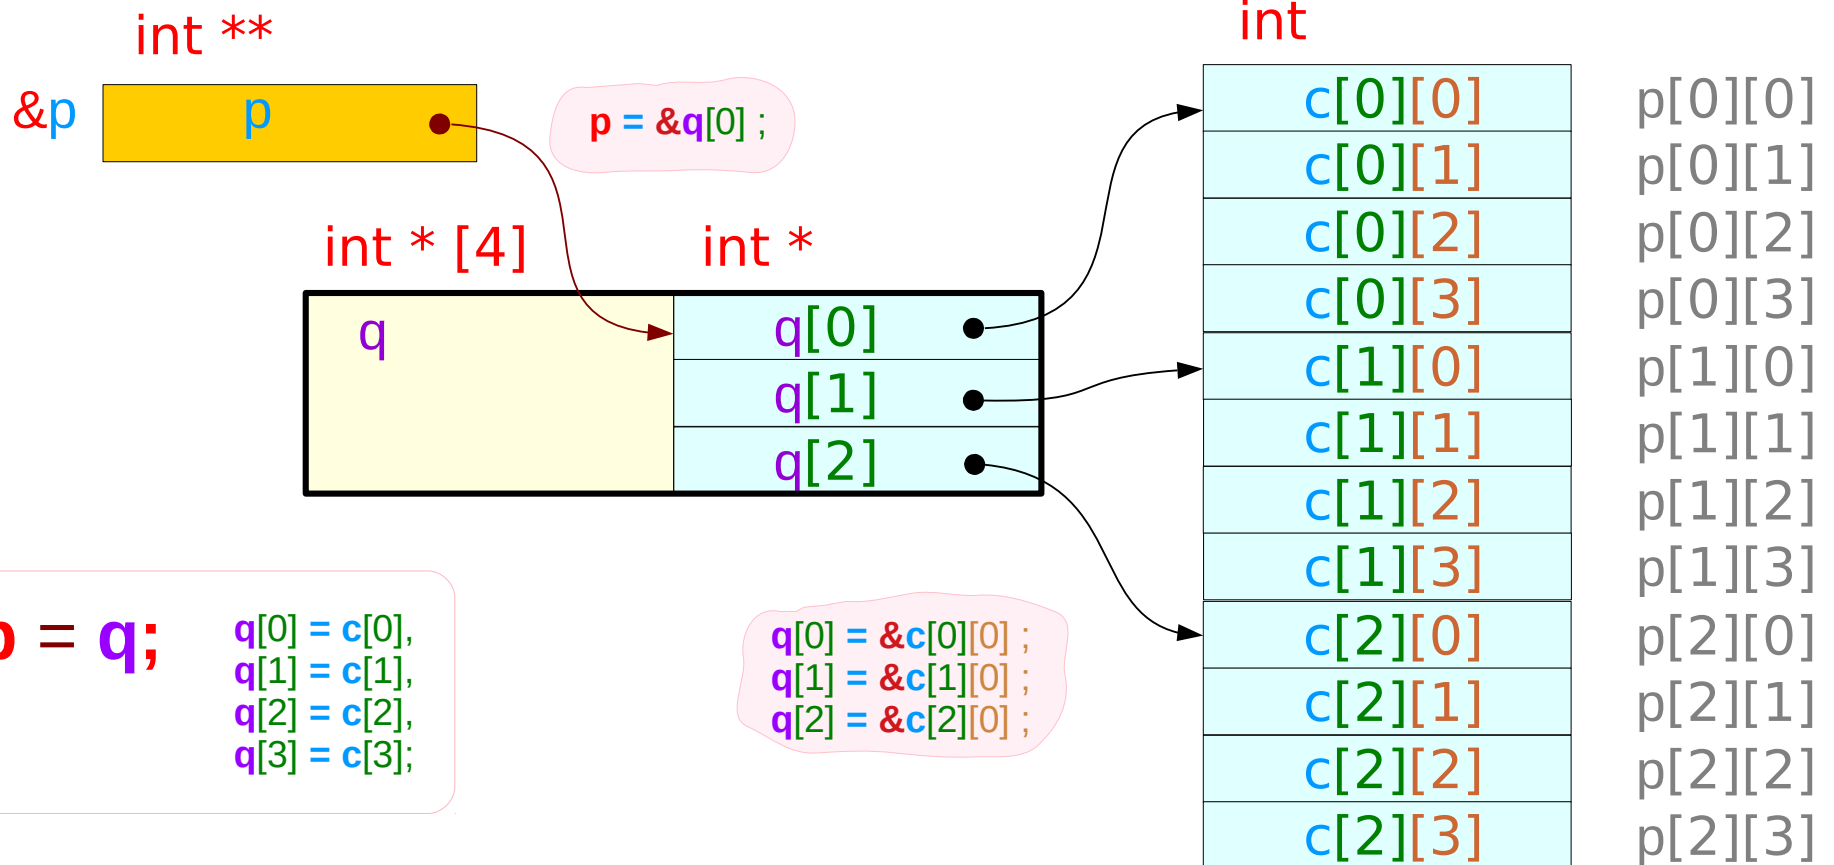 int **
int
&p
p
p = &q[0] ;
int * [4]
int *
q
q[0]
q[1]
q[2]
c[0][0] p[0][0]
c[0][1] p[0][1]
c[0][2] p[0][2]
c[0][3] p[0][3]
c[1][0] p[1][0]
c[1][1] p[1][1]
c[1][2] p[1][2]
c[1][3] p[1][3]
c[2][0] p[2][0]
c[2][1] p[2][1]
c[2][2] p[2][2]
c[2][3] p[2][3]
p = q;
q[0] = c[0],
q[1] = c[1],
q[2] = c[2],
q[3] = c[3];
q[0] = &c[0][0] ;
q[1] = &c[1][0] ;
q[2] = &c[2][0] ;